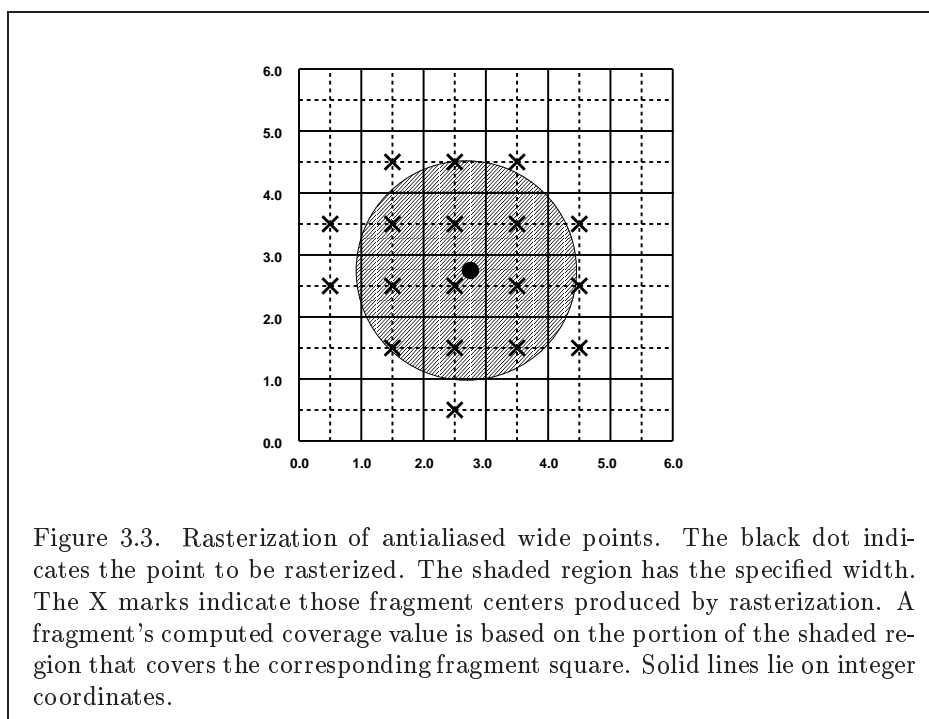 6.0
5.0
4.0
3.0
2.0
1.0
0.0
0.0 1.0 2.0 3.0 4.0 5.0 6.0
Figure 3.3. Rasterization of antialiased wide points. The black dot indi-
cates the point to be rasterized. The shaded region has the specified width.
The X marks indicate those fragment centers produced by rasterization. A
fragment's computed coverage value is based on the portion of the shaded re-
gion that covers the corresponding fragment square. Solid lines lie on integer
coordinates.